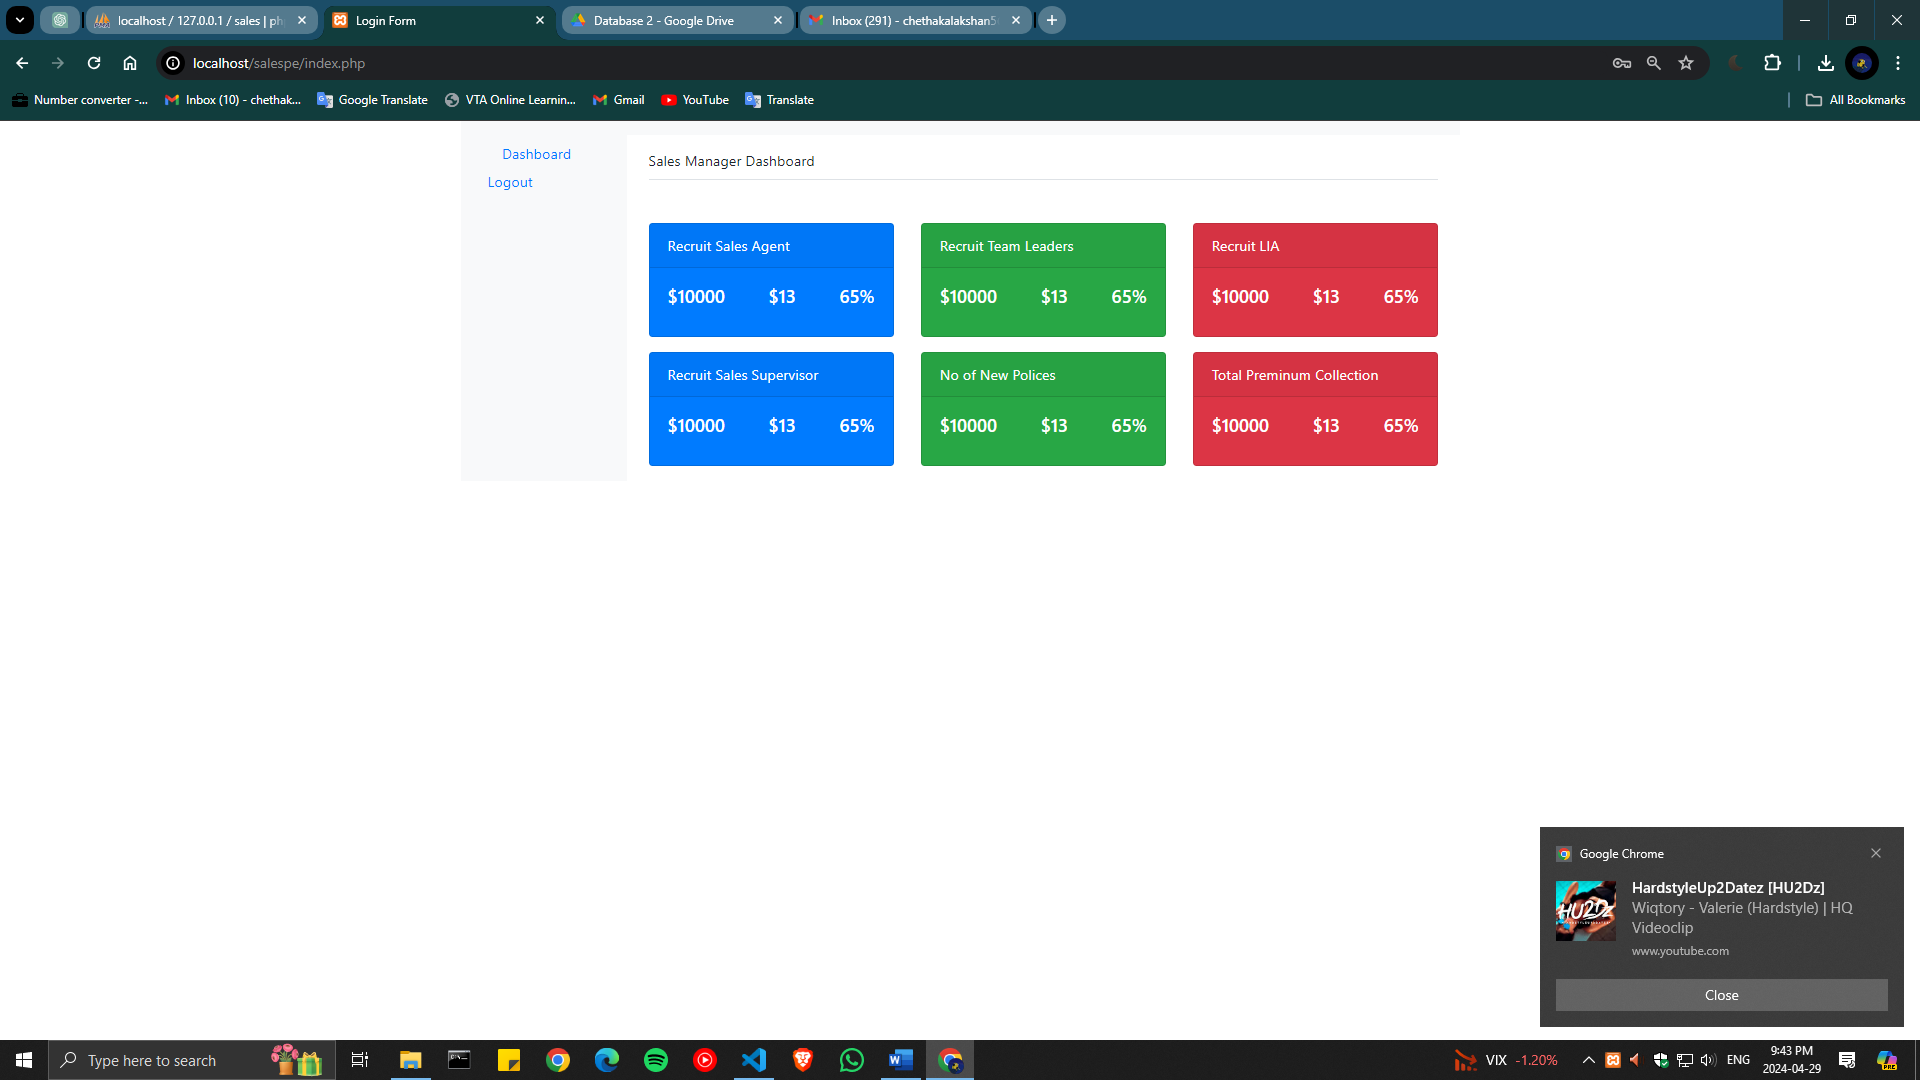 localhost / 127.0.0.1 / sales | ph
Login Form
Database 2 - Google Drive
Inbox (291) - chethakalakshan5
localhost/salespe/index.php
Number converter -...
Inbox (10) - chethak...
Google Translate
VTA Online Learnin...
Gmail
YouTube
Translate
All Bookmarks
Dashboard
Logout
Sales Manager Dashboard
Recruit Sales Agent
$10000 $13 65%
Recruit Team Leaders
$10000 $13 65%
Recruit LIA
$10000 $13 65%
Recruit Sales Supervisor
$10000 $13 65%
No of New Polices
$10000 $13 65%
Total Preminum Collection
$10000 $13 65%
Google Chrome
HU2Dz
HardstyleUp2Datez [HU2Dz]
Wiqtory - Valerie (Hardstyle) | HQ
Videoclip
www.youtube.com
Close
Type here to search
VIX -1.20%
ENG
9:43 PM
2024-04-29